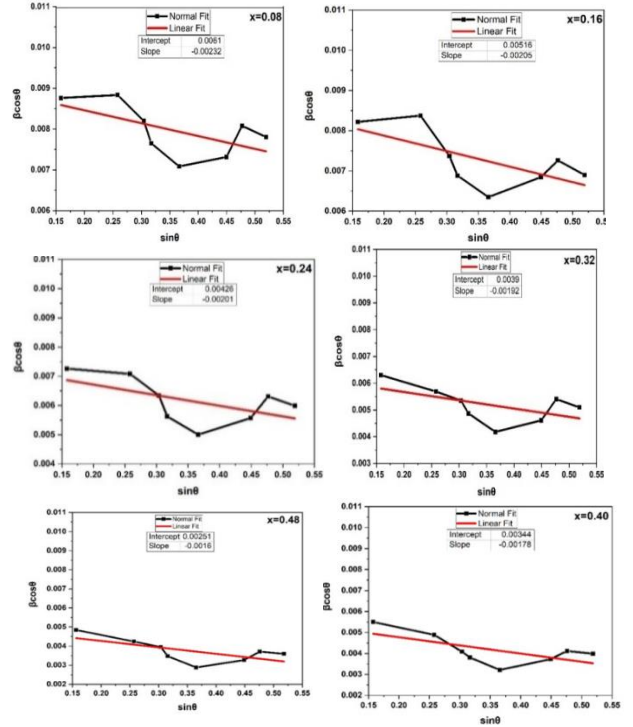 x=0.08
Normal Fit
Linear Fit
Intercept 0.0061
Slope -0.00232
0.011
0.010
0.009
0.008
0.007
0.006
βcosθ
0.15 0.20 0.25 0.30 0.35 0.40 0.45 0.50 0.55
sinθ
x=0.16
Normal Fit
Linear Fit
Intercept 0.00516
Slope -0.00205
0.011
0.010
0.009
0.008
0.007
0.006
βcosθ
0.15 0.20 0.25 0.30 0.35 0.40 0.45 0.50 0.55
sinθ
x=0.24
Normal Fit
Linear Fit
Intercept 0.00426
Slope -0.00201
0.011
0.010
0.009
0.008
0.007
0.006
0.005
0.004
βcosθ
0.15 0.20 0.25 0.30 0.35 0.40 0.45 0.50 0.55
sinθ
x=0.32
Normal Fit
Linear Fit
Intercept 0.0039
Slope -0.00192
0.011
0.010
0.009
0.008
0.007
0.006
0.005
0.004
0.003
βcosθ
0.15 0.20 0.25 0.30 0.35 0.40 0.45 0.50 0.55
sinθ
x=0.48
Normal Fit
Linear Fit
Intercept 0.00251
Slope -0.0016
0.011
0.010
0.009
0.008
0.007
0.006
0.005
0.004
0.003
0.002
βcosθ
0.15 0.20 0.25 0.30 0.35 0.40 0.45 0.50 0.55
sinθ
x=0.40
Normal Fit
Linear Fit
Intercept 0.00344
Slope -0.00178
0.011
0.010
0.009
0.008
0.007
0.006
0.005
0.004
0.003
0.002
βcosθ
0.15 0.20 0.25 0.30 0.35 0.40 0.45 0.50 0.55
sinθ